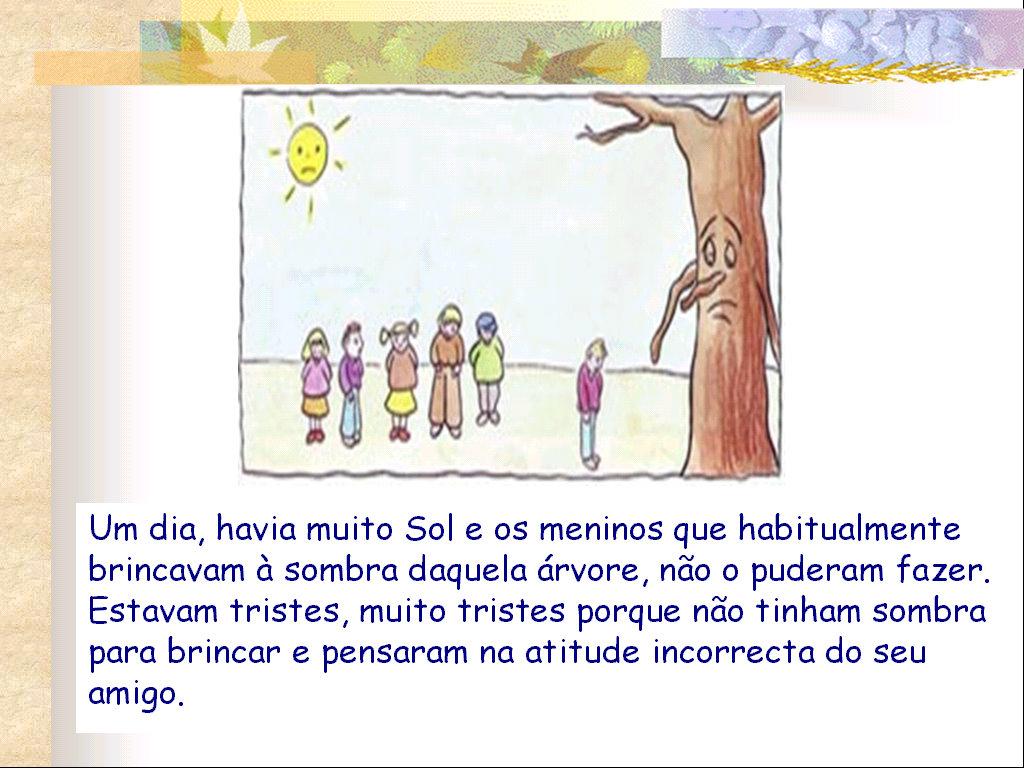 Um dia, havia muito Sol e os meninos que habitualmente
brincavam à sombra daquela árvore, não o puderam fazer.
Estavam tristes, muito tristes porque não tinham sombra
para brincar e pensaram na atitude incorrecta do seu
amigo.